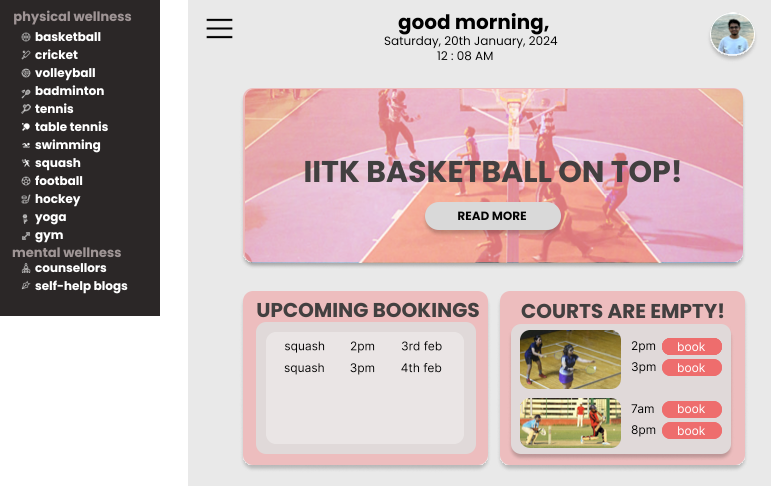 physical wellness
basketball
cricket
volleyball
badminton
tennis
table tennis
swimming
squash
football
hockey
yoga
gym
mental wellness
counsellors
self-help blogs
good morning,
Saturday, 20th January, 2024
12 : 08 AM
IITK BASKETBALL ON TOP!
READ MORE
UPCOMING BOOKINGS
squash 2pm 3rd feb
squash 3pm 4th feb
COURTS ARE EMPTY!
2pm book
3pm book
7am book
8pm book